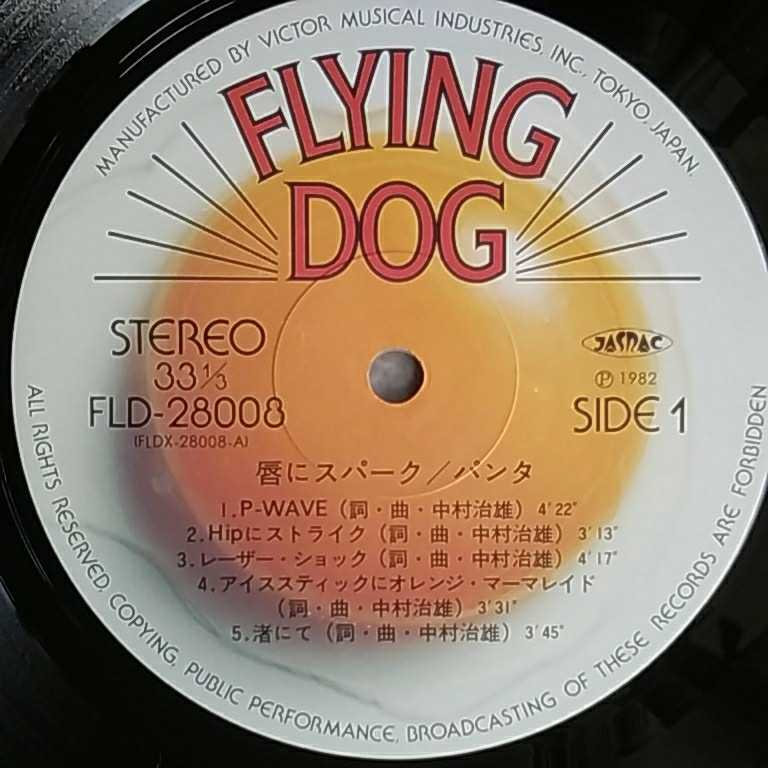 MANUFACTURED BY VICTOR MUSICAL INDUSTRIES, INC., TOKYO, JAPAN.
FLYING
DOG
STEREO
33 1/3
FLD-28008
(FLDX-28008-A)
JASRAC
Ⓟ 1982
SIDE 1
唇にスパーク/パンタ
1.P-WAVE(詞・曲・中村治雄) 4'22"
2.Hipにストライク(詞・曲・中村治雄) 3'13"
3.レーザー・ショック(詞・曲・中村治雄) 4'17"
4.アイススティックにオレンジ・マーマレイド
(詞・曲・中村治雄) 3'31"
5.渚にて(詞・曲・中村治雄) 3'45"
ALL RIGHTS RESERVED. COPYING, PUBLIC PERFORMANCE, BROADCASTING OF THESE RECORDS ARE FORBIDDEN